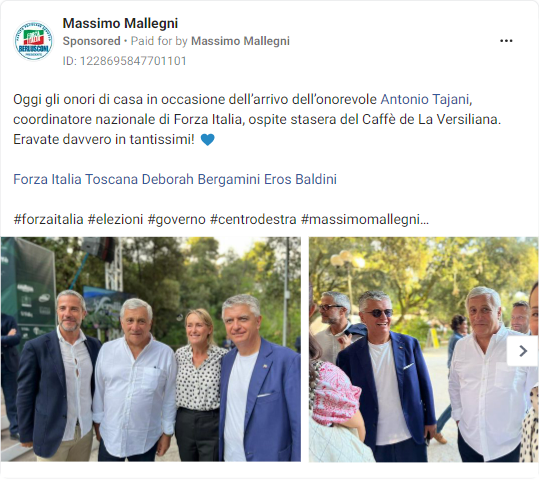 Massimo Mallegni
Sponsored • Paid for by Massimo Mallegni
ID: 1228695847701101
Oggi gli onori di casa in occasione dell'arrivo dell'onorevole Antonio Tajani,
coordinatore nazionale di Forza Italia, ospite stasera del Caffè de La Versiliana.
Eravate davvero in tantissimi! 💙
Forza Italia Toscana Deborah Bergamini Eros Baldini
#forzaitalia #elezioni #governo #centrodestra #massimomallegni...
BERLUSCONI